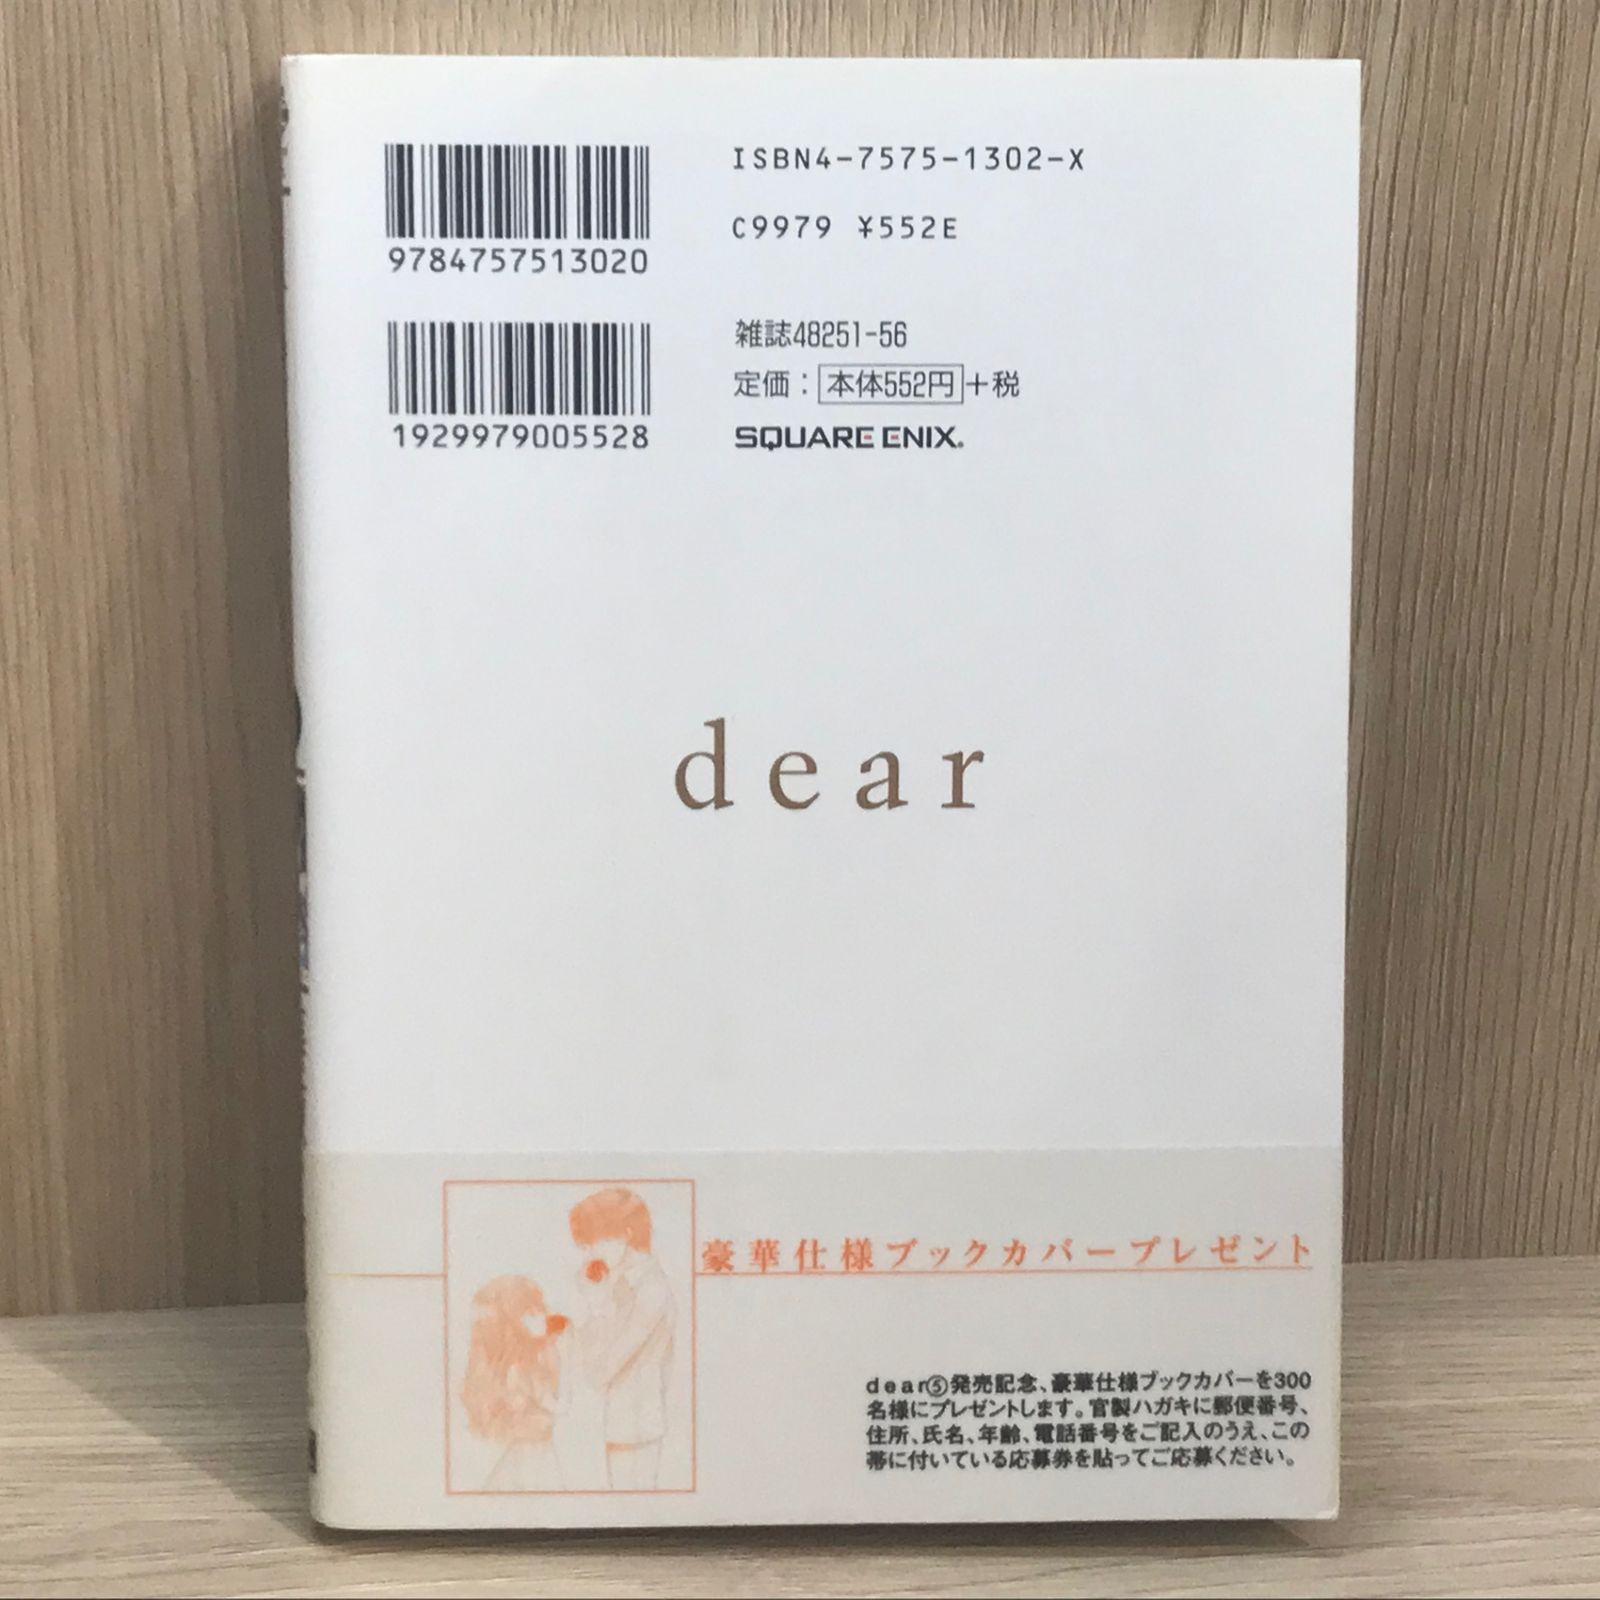 ISBN4-7575-1302-X
9784757513020
C9979 ¥552E
雑誌48251-56
定価：本体552円+税
1929979005528
SQUARE ENIX.
dear
豪華仕様ブックカバープレゼント
dear⑤発売記念、豪華仕様ブックカバーを300
名様にプレゼントします。官製ハガキに郵便番号、
住所、氏名、年齢、電話番号をご記入のうえ、この
帯に付いている応募券を貼ってご応募ください。